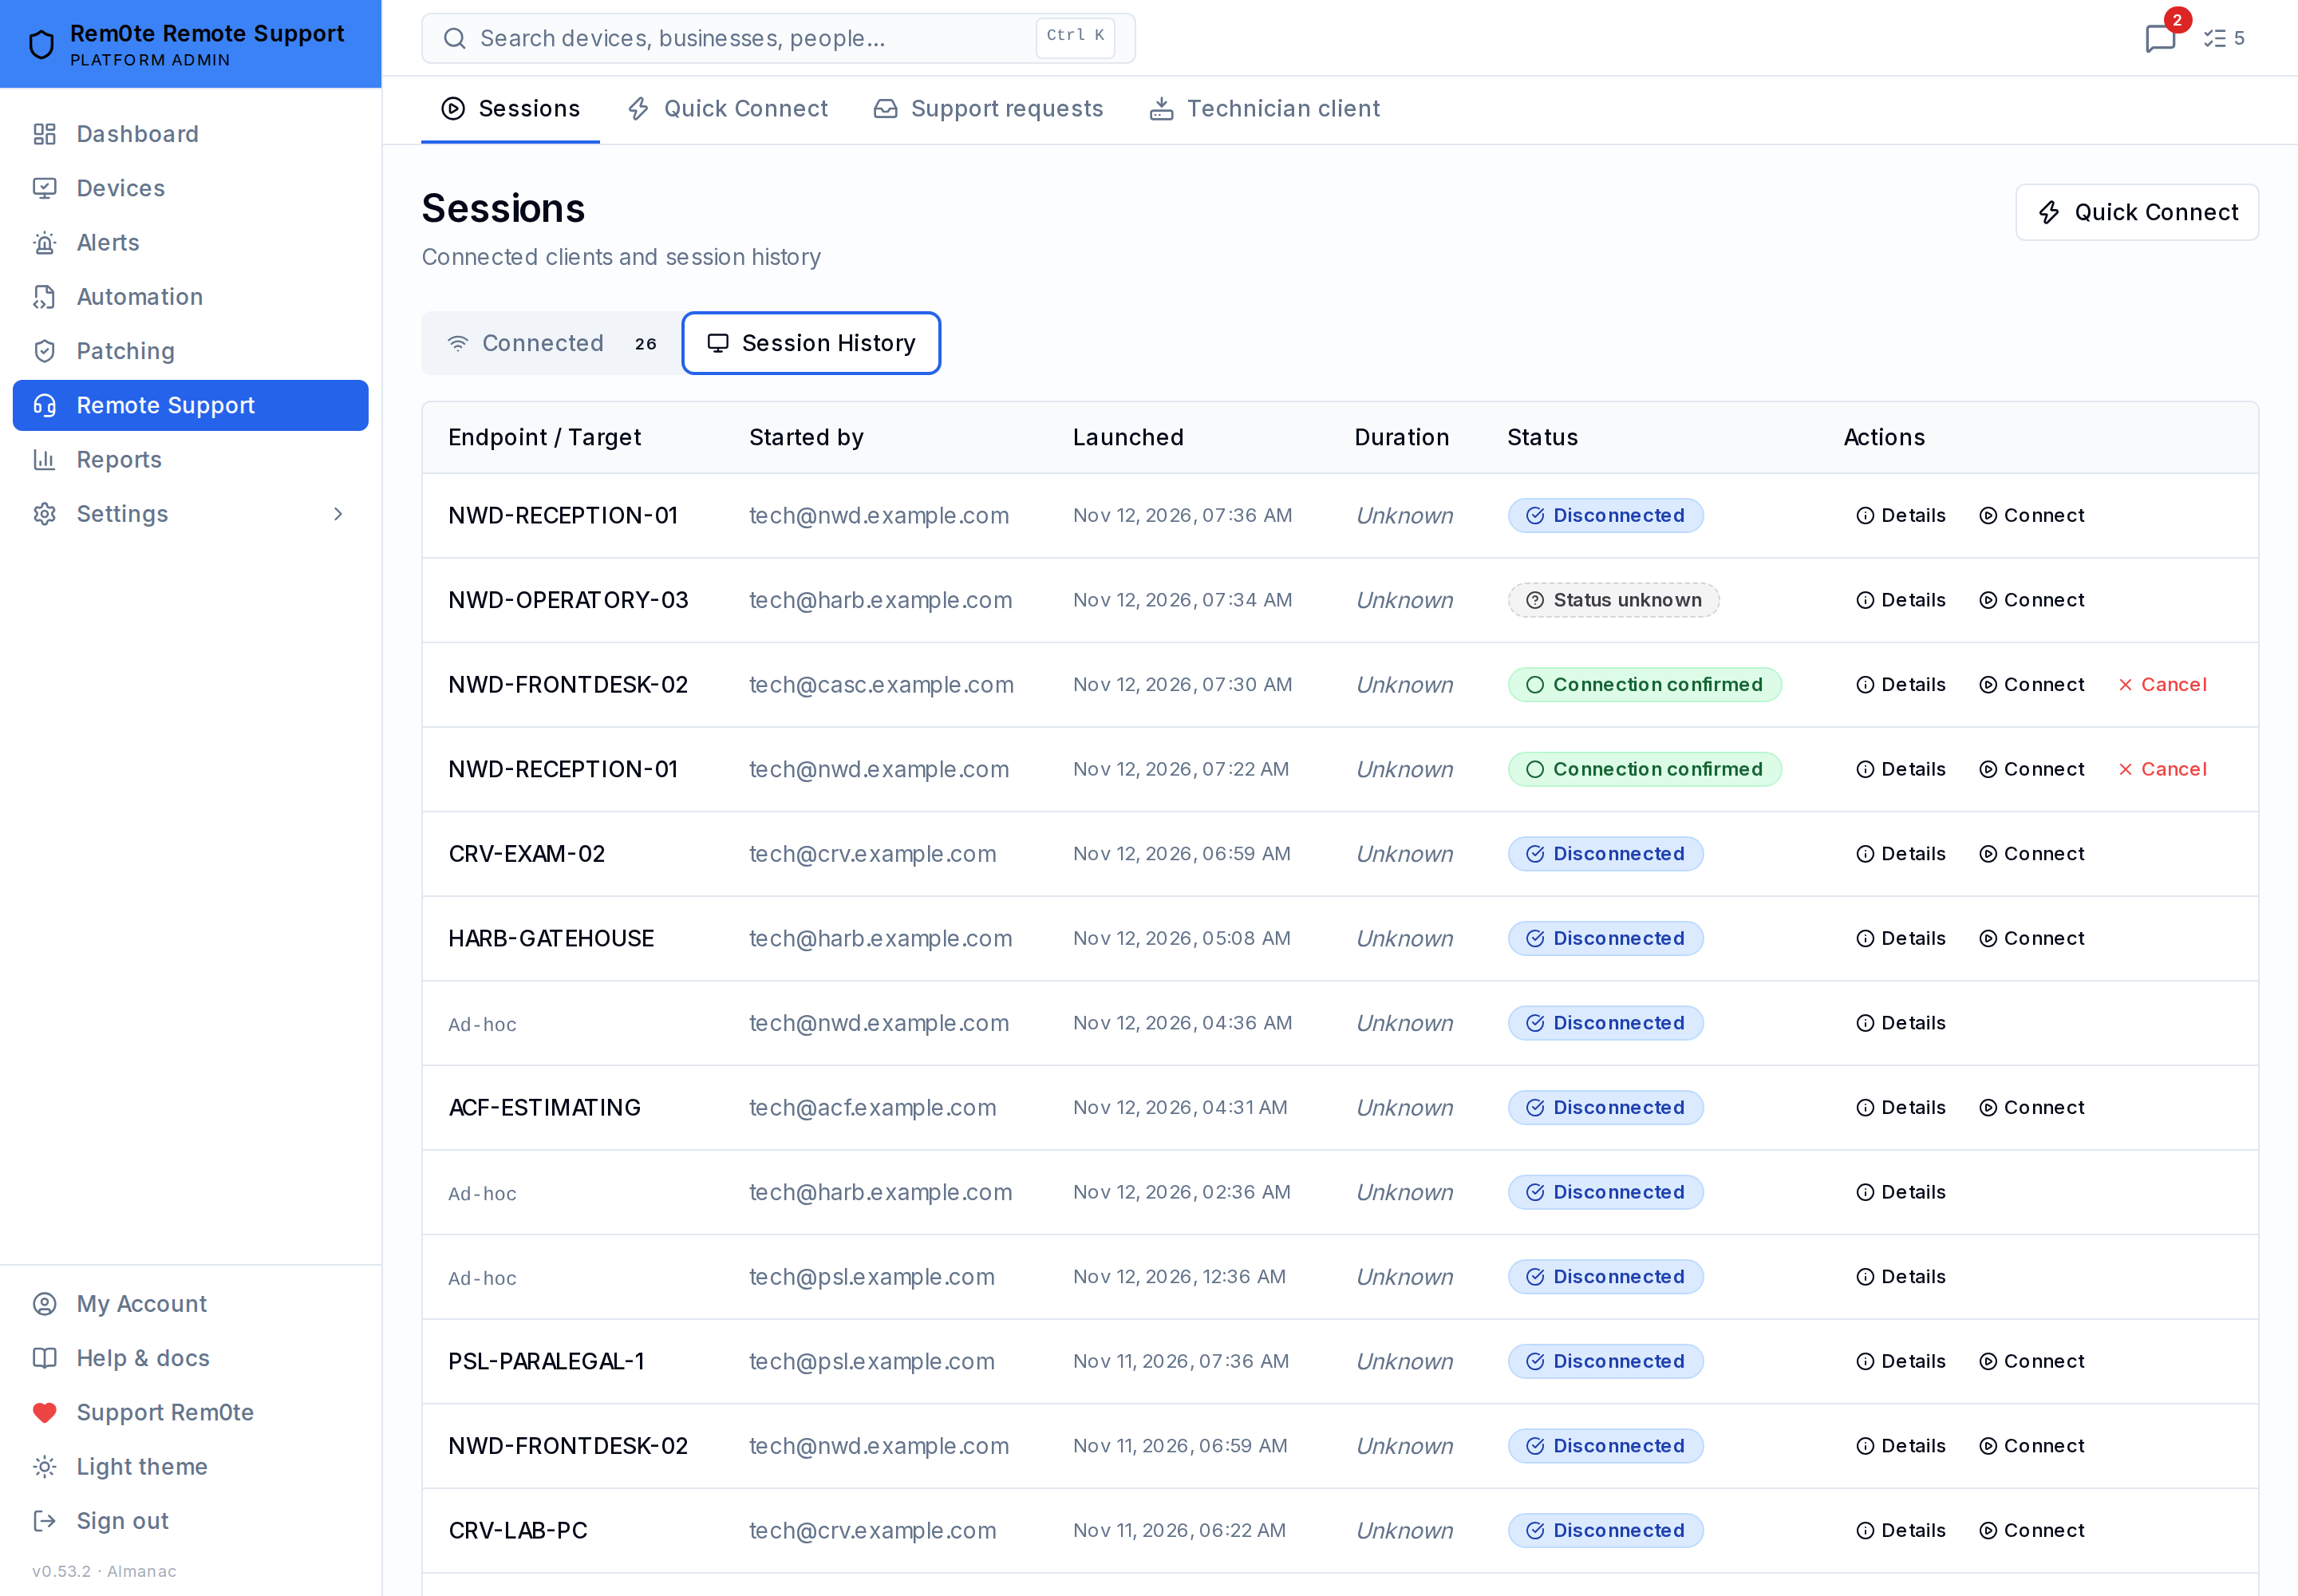 Rem0te Remote Support
PLATFORM ADMIN
Search devices, businesses, people... Ctrl K
2
5
Dashboard
Devices
Alerts
Automation
Patching
Remote Support
Reports
Settings
My Account
Help & docs
Support Rem0te
Light theme
Sign out
v0.53.2 · Almanac
Sessions Quick Connect Support requests Technician client
Sessions
Connected clients and session history
Quick Connect
Connected 26 Session History
Endpoint / Target Started by Launched Duration Status Actions
NWD-RECEPTION-01 tech@nwd.example.com Nov 12, 2026, 07:36 AM Unknown Disconnected Details Connect
NWD-OPERATORY-03 tech@harb.example.com Nov 12, 2026, 07:34 AM Unknown Status unknown Details Connect
NWD-FRONTDESK-02 tech@casc.example.com Nov 12, 2026, 07:30 AM Unknown Connection confirmed Details Connect Cancel
NWD-RECEPTION-01 tech@nwd.example.com Nov 12, 2026, 07:22 AM Unknown Connection confirmed Details Connect Cancel
CRV-EXAM-02 tech@crv.example.com Nov 12, 2026, 06:59 AM Unknown Disconnected Details Connect
HARB-GATEHOUSE tech@harb.example.com Nov 12, 2026, 05:08 AM Unknown Disconnected Details Connect
Ad-hoc tech@nwd.example.com Nov 12, 2026, 04:36 AM Unknown Disconnected Details
ACF-ESTIMATING tech@acf.example.com Nov 12, 2026, 04:31 AM Unknown Disconnected Details Connect
Ad-hoc tech@harb.example.com Nov 12, 2026, 02:36 AM Unknown Disconnected Details
Ad-hoc tech@psl.example.com Nov 12, 2026, 12:36 AM Unknown Disconnected Details
PSL-PARALEGAL-1 tech@psl.example.com Nov 11, 2026, 07:36 AM Unknown Disconnected Details Connect
NWD-FRONTDESK-02 tech@nwd.example.com Nov 11, 2026, 06:59 AM Unknown Disconnected Details Connect
CRV-LAB-PC tech@crv.example.com Nov 11, 2026, 06:22 AM Unknown Disconnected Details Connect